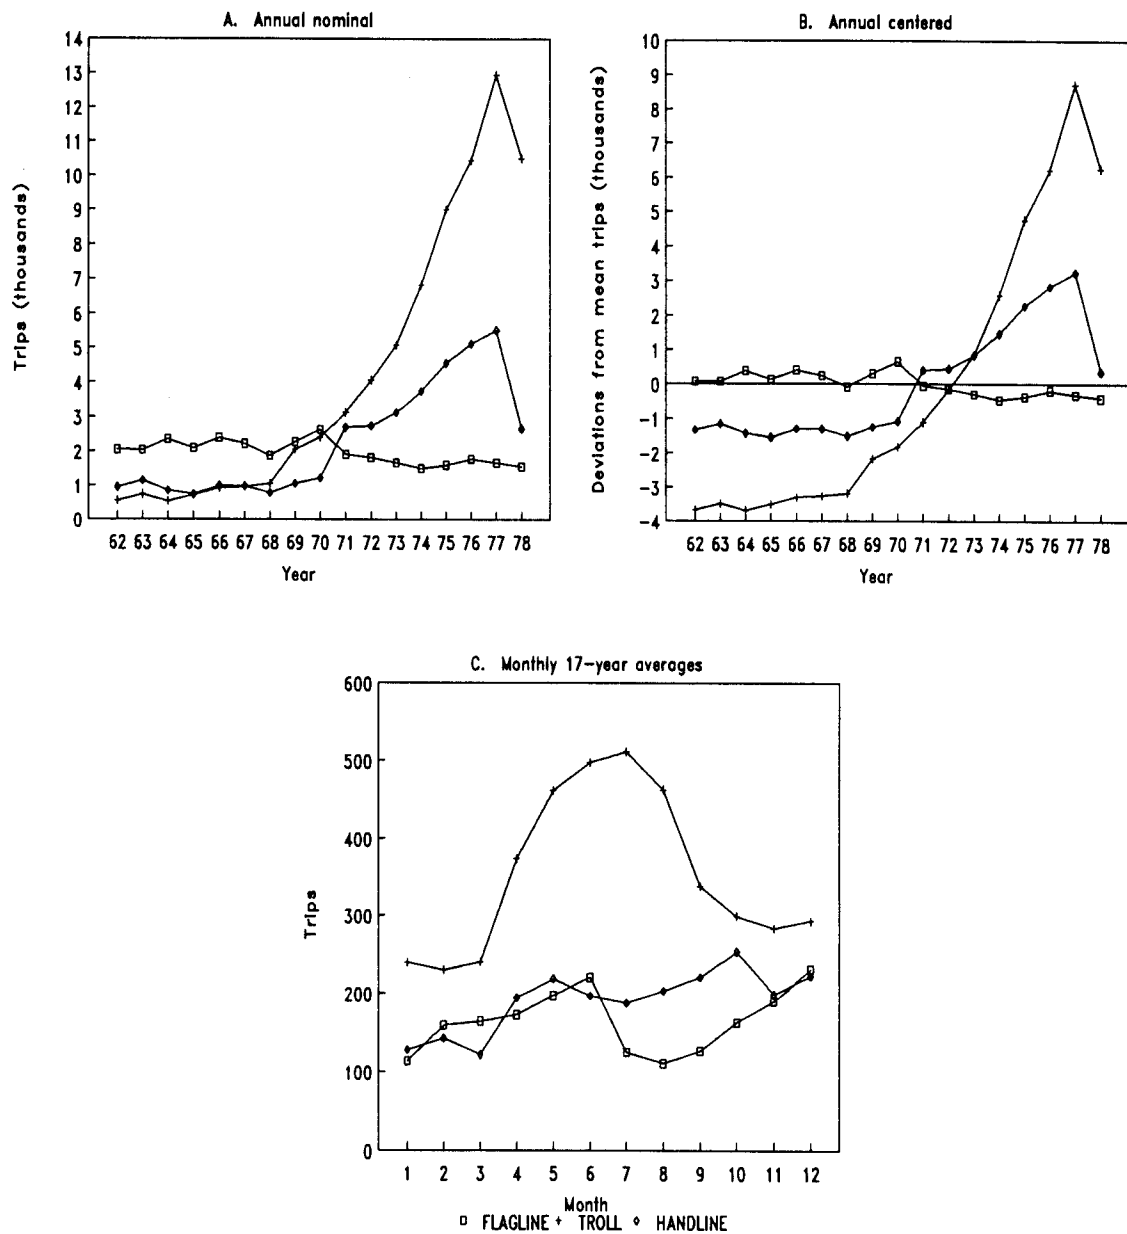 A. Annual nominal
14
13
12
11
10
9
8
7
6
5
4
3
2
1
0
Trips (thousands)
62 63 64 65 66 67 68 69 70 71 72 73 74 75 76 77 78
Year
B. Annual centered
10
9
8
7
6
5
4
3
2
1
0
-1
-2
-3
-4
Deviations from mean trips (thousands)
62 63 64 65 66 67 68 69 70 71 72 73 74 75 76 77 78
Year
C. Monthly 17-year averages
600
500
400
300
200
100
0
Trips
1 2 3 4 5 6 7 8 9 10 11 12
Month
FLAGLINE + TROLL HANDLINE